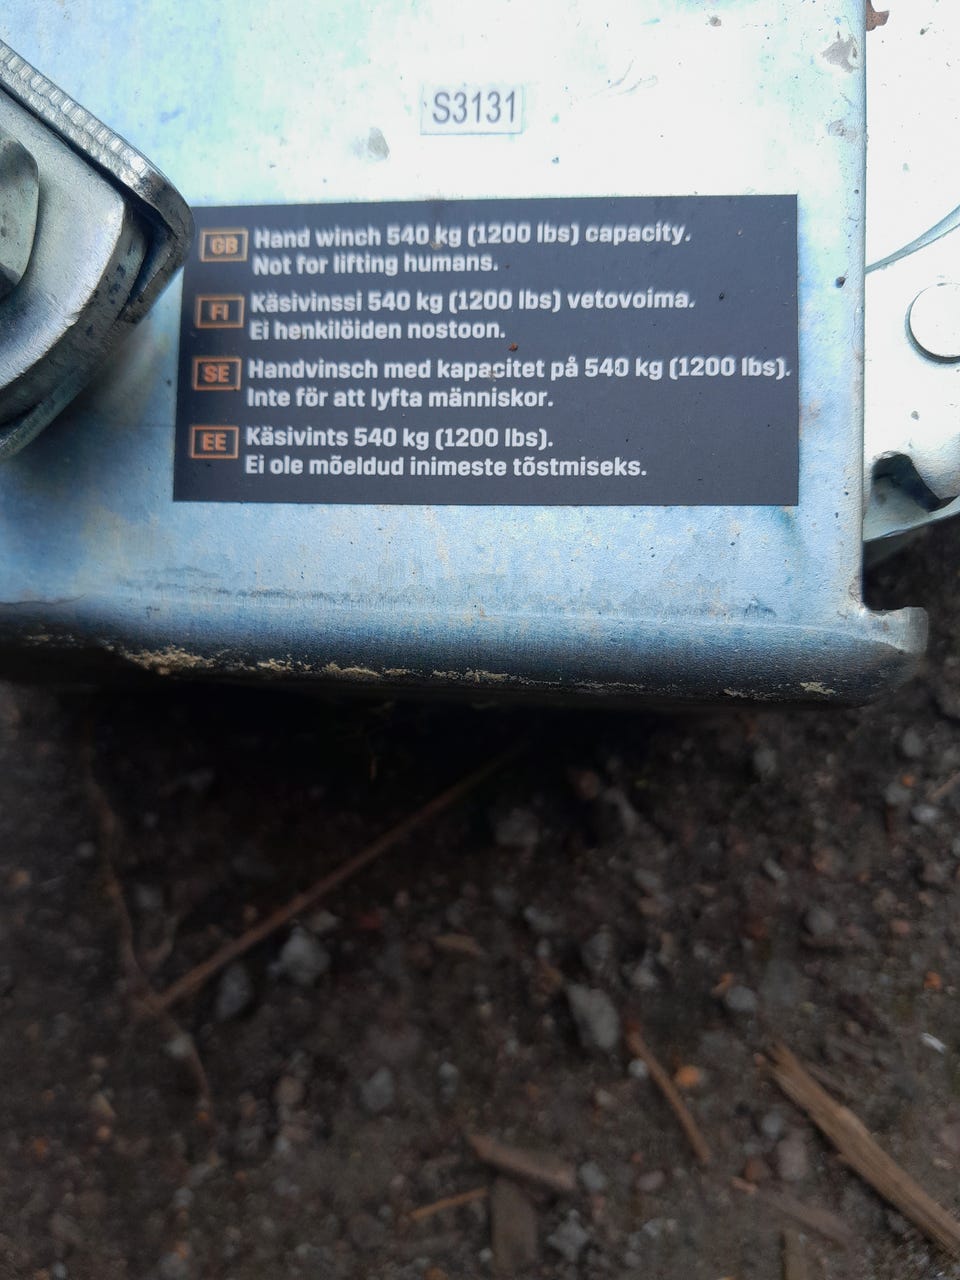 S3131
GB Hand winch 540 kg (1200 lbs) capacity.
Not for lifting humans.
FI Käsivinssi 540 kg (1200 lbs) vetovoima.
Ei henkilöiden nostoon.
SE Handvinsch med kapacitet på 540 kg (1200 lbs).
Inte för att lyfta människor.
EE Käsivints 540 kg (1200 lbs).
Ei ole mõeldud inimeste tõstmiseks.